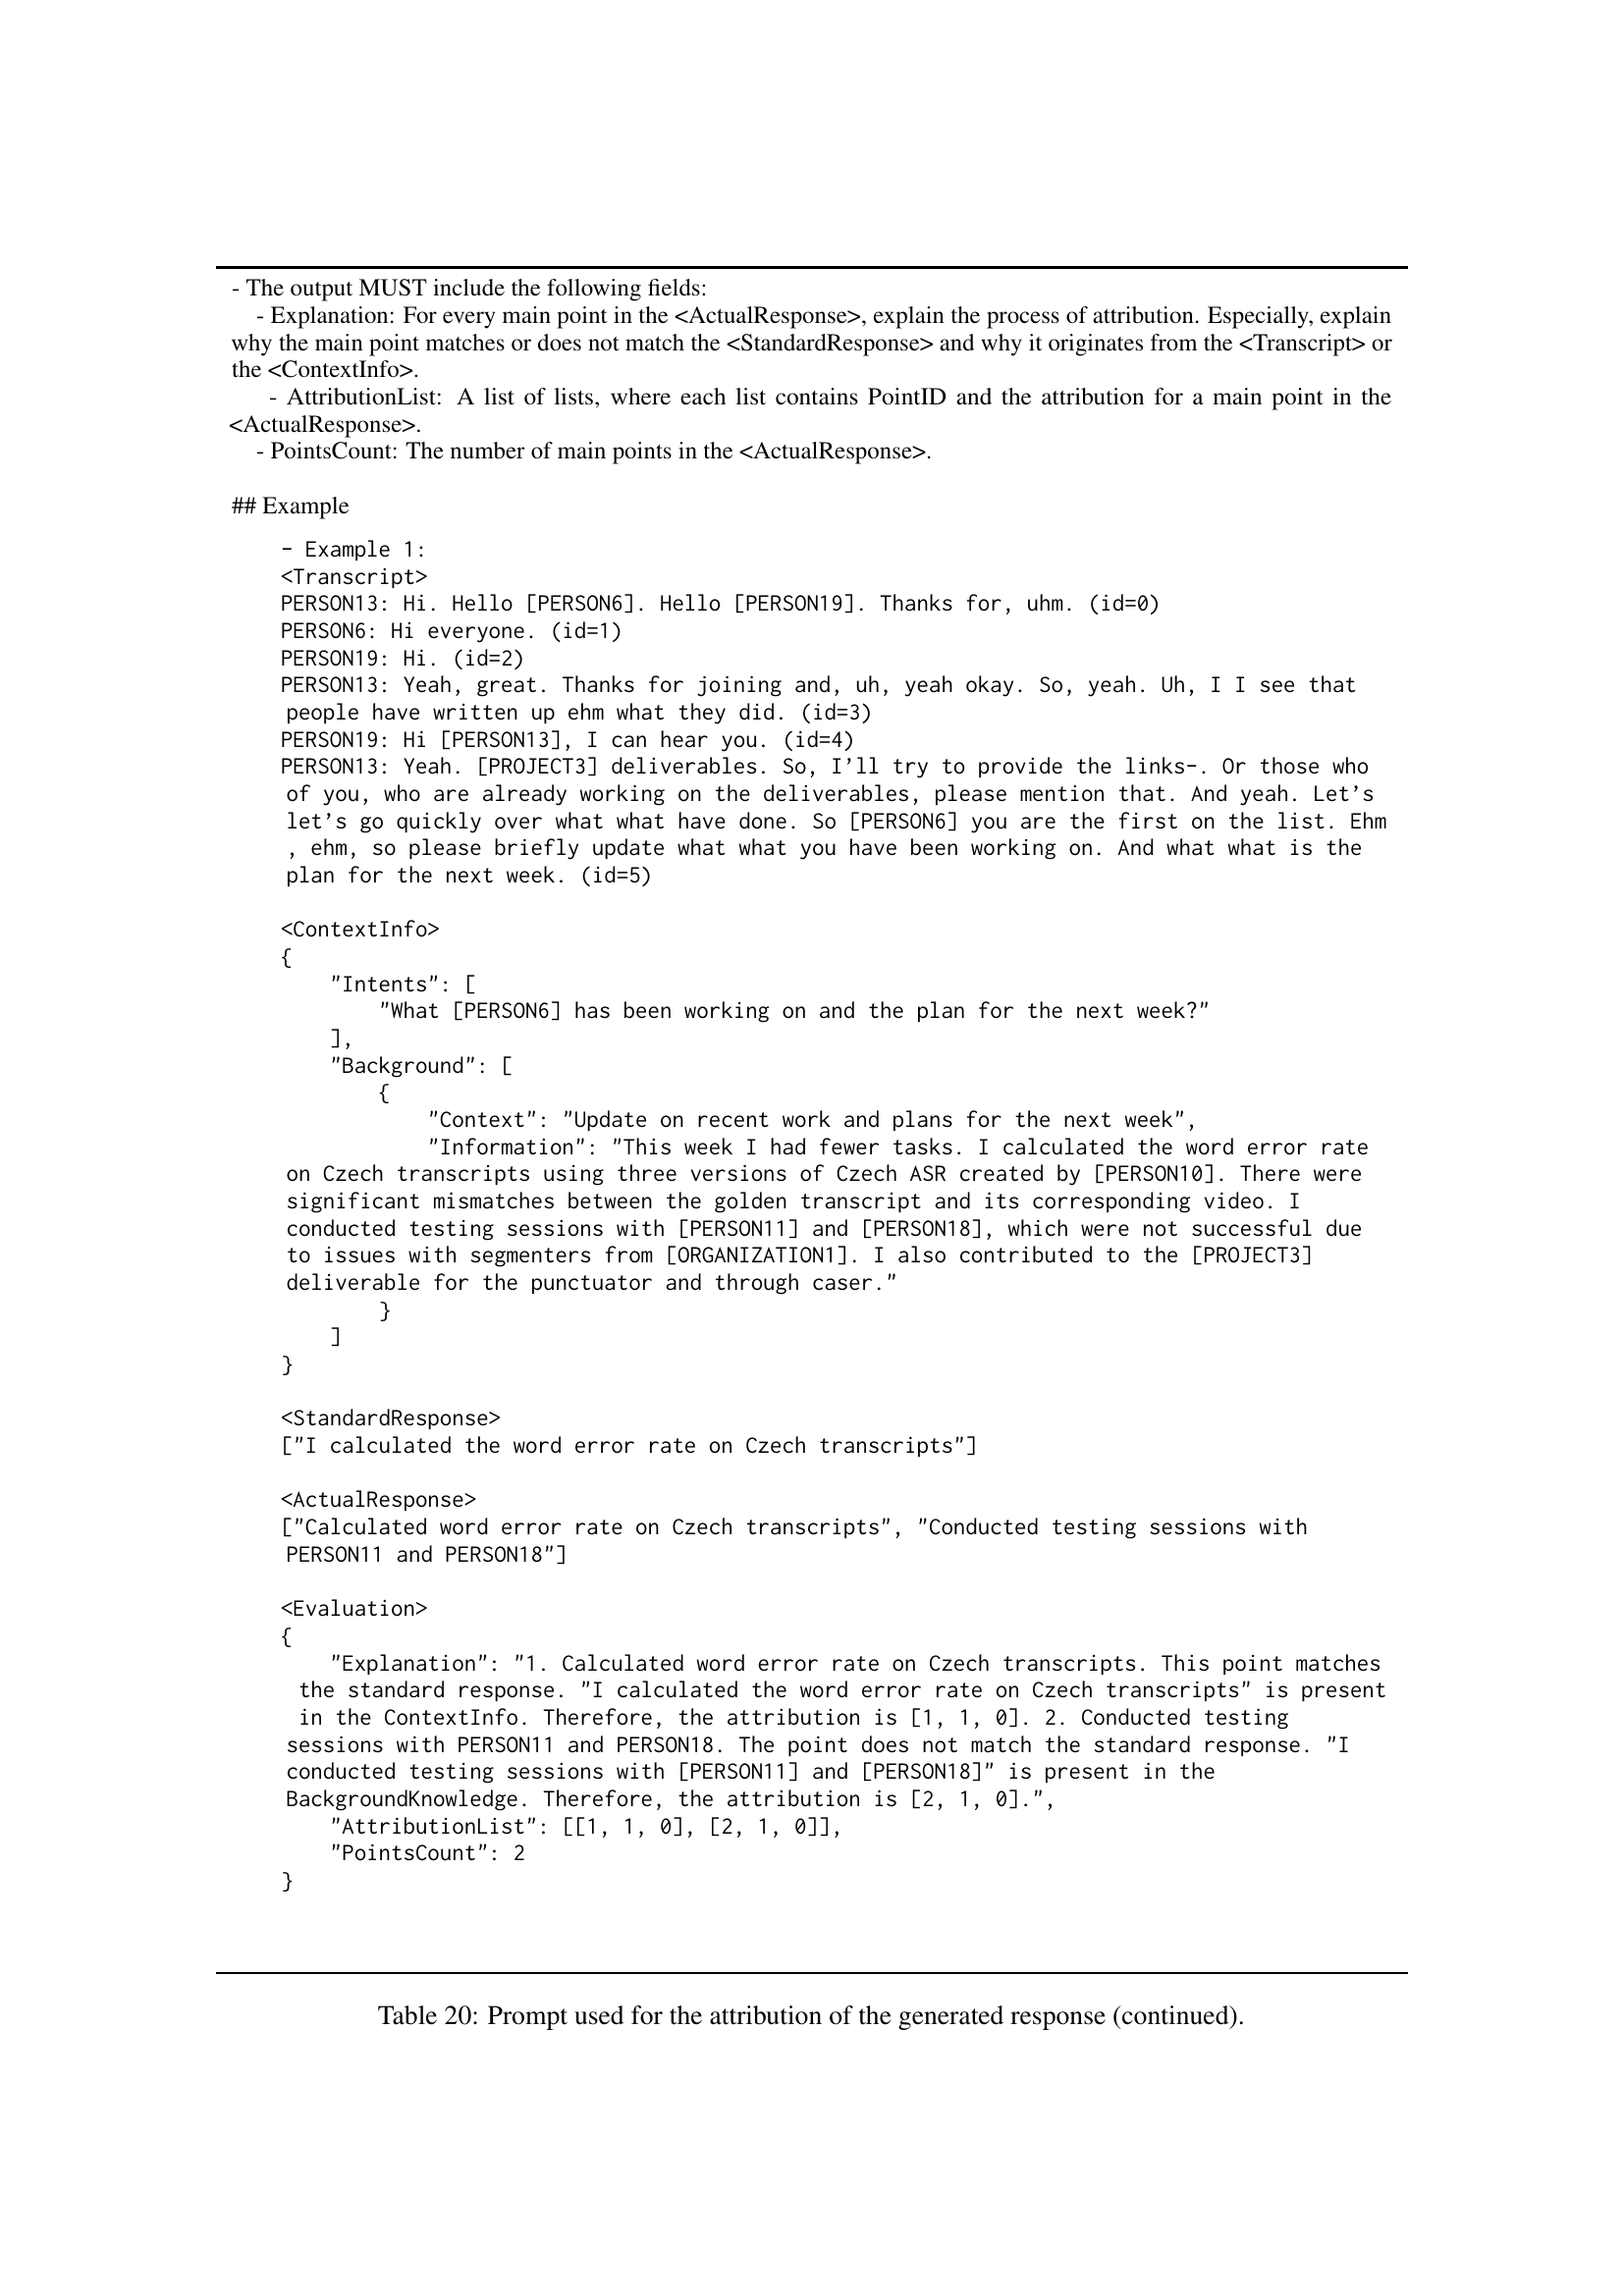 - The output MUST include the following fields:
- Explanation: For every main point in the <ActualResponse>, explain the process of attribution. Especially, explain
why the main point matches or does not match the <StandardResponse> and why it originates from the <Transcript> or
the <ContextInfo>.
- AttributionList: A list of lists, where each list contains PointID and the attribution for a main point in the
<ActualResponse>.
- PointsCount: The number of main points in the <ActualResponse>.
## Example
- Example 1:
<Transcript>
PERSON13: Hi. Hello [PERSON6]. Hello [PERSON19]. Thanks for, uhm. (id=0)
PERSON6: Hi everyone. (id=1)
PERSON19: Hi. (id=2)
PERSON13: Yeah, great. Thanks for joining and, uh, yeah okay. So, yeah. Uh, I I see that
people have written up ehm what they did. (id=3)
PERSON19: Hi [PERSON13], I can hear you. (id=4)
PERSON13: Yeah. [PROJECT3] deliverables. So, I'll try to provide the links-. Or those who
of you, who are already working on the deliverables, please mention that. And yeah. Let's
let's go quickly over what what have done. So [PERSON6] you are the first on the list. Ehm
, ehm, so please briefly update what what you have been working on. And what what is the
plan for the next week. (id=5)
<ContextInfo>
{
"Intents": [
"What [PERSON6] has been working on and the plan for the next week?"
],
"Background": [
{
"Context": "Update on recent work and plans for the next week",
"Information": "This week I had fewer tasks. I calculated the word error rate
on Czech transcripts using three versions of Czech ASR created by [PERSON10]. There were
significant mismatches between the golden transcript and its corresponding video. I
conducted testing sessions with [PERSON11] and [PERSON18], which were not successful due
to issues with segmenters from [ORGANIZATION1]. I also contributed to the [PROJECT3]
deliverable for the punctuator and through caser."
}
]
}
<StandardResponse>
["I calculated the word error rate on Czech transcripts"]
<ActualResponse>
["Calculated word error rate on Czech transcripts", "Conducted testing sessions with
PERSON11 and PERSON18"]
<Evaluation>
{
"Explanation": "1. Calculated word error rate on Czech transcripts. This point matches
the standard response. "I calculated the word error rate on Czech transcripts" is present
in the ContextInfo. Therefore, the attribution is [1, 1, 0]. 2. Conducted testing
sessions with PERSON11 and PERSON18. The point does not match the standard response. "I
conducted testing sessions with [PERSON11] and [PERSON18]" is present in the
BackgroundKnowledge. Therefore, the attribution is [2, 1, 0].",
"AttributionList": [[1, 1, 0], [2, 1, 0]],
"PointsCount": 2
}
Table 20: Prompt used for the attribution of the generated response (continued).